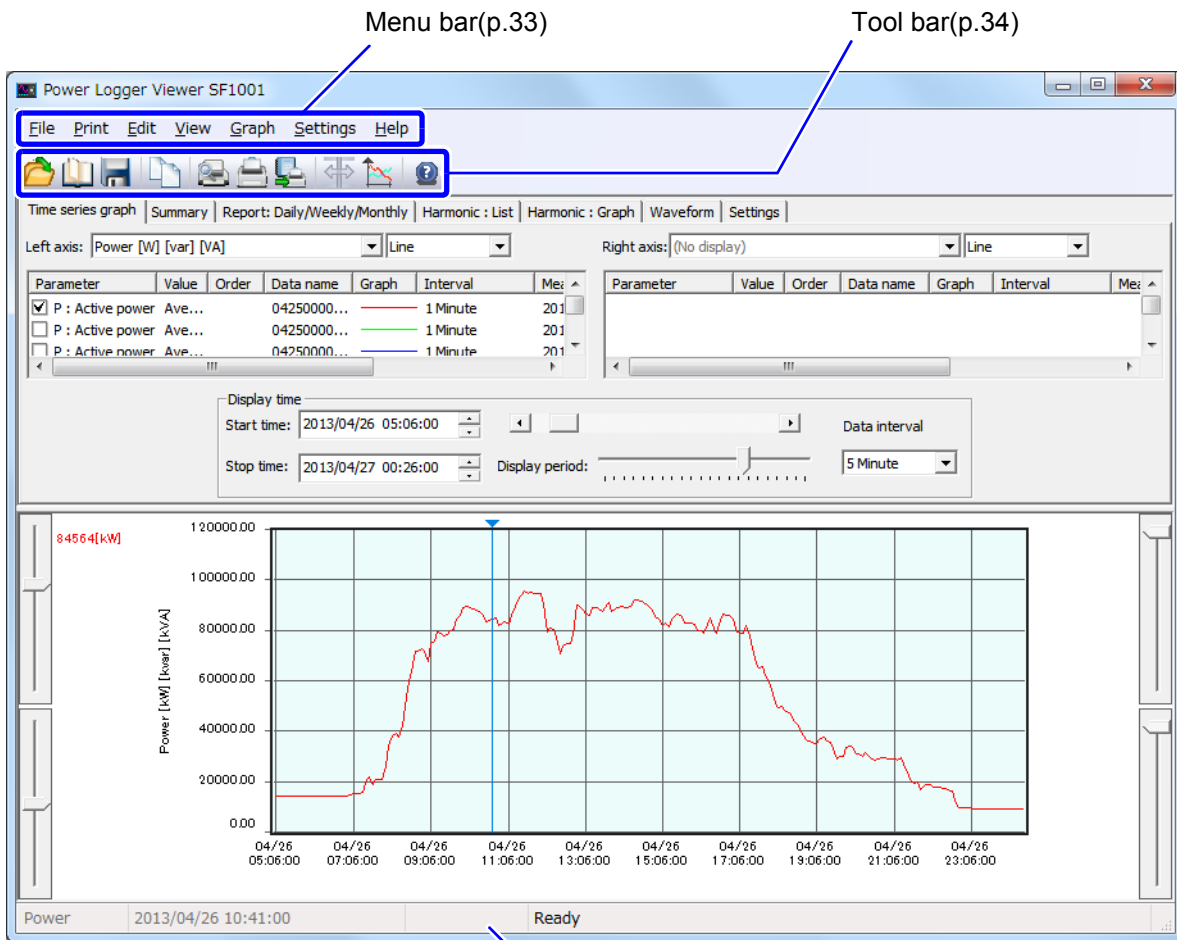 Menu bar(p.33) Tool bar(p.34)
Power Logger Viewer SF1001
File Print Edit View Graph Settings Help
Time series graph Summary Report: Daily/Weekly/Monthly Harmonic : List Harmonic : Graph Waveform Settings
Left axis: Power [W] [var] [VA] Line Right axis: (No display) Line
Parameter Value Order Data name Graph Interval Mea Parameter Value Order Data name Graph Interval Mea
P : Active power Ave... 04250000... 1 Minute 201
P : Active power Ave... 04250000... 1 Minute 201
P : Active power Ave... 04250000... 1 Minute 201
Display time
Start time: 2013/04/26 05:06:00 Data interval
Stop time: 2013/04/27 00:26:00 Display period: 5 Minute
84564[kW]
Power [kW] [kvar] [kVA]
120000.00
100000.00
80000.00
60000.00
40000.00
20000.00
0.00
04/26 04/26 04/26 04/26 04/26 04/26 04/26 04/26 04/26 04/26
05:06:00 07:06:00 09:06:00 11:06:00 13:06:00 15:06:00 17:06:00 19:06:00 21:06:00 23:06:00
Power 2013/04/26 10:41:00 Ready